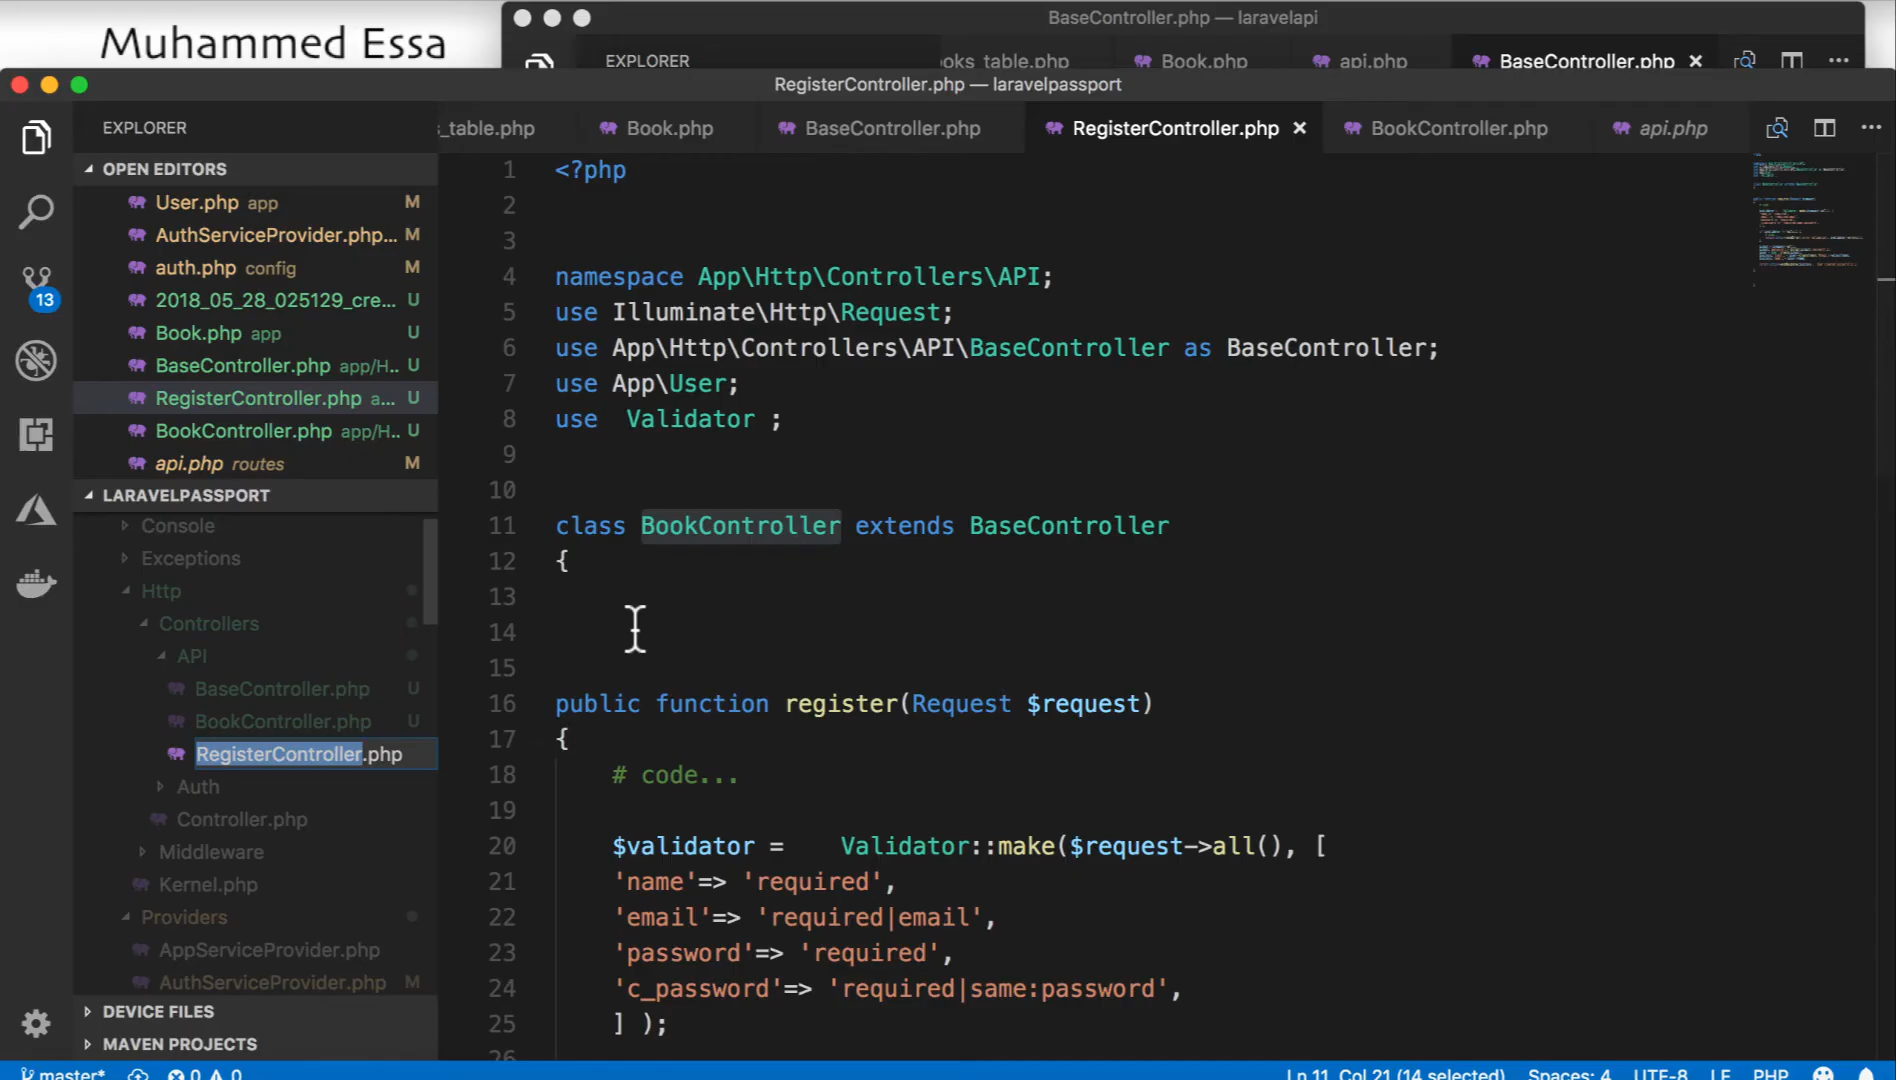 Muhammed Essa
BaseController.php — laravelapi
EXPLORER
ooks_table.php
Book.php
api.php
BaseController.php
RegisterController.php — laravelpassport
EXPLORER
s_table.php
Book.php
BaseController.php
RegisterController.php
BookController.php
api.php
OPEN EDITORS
User.php app M
AuthServiceProvider.php... M
auth.php config M
2018_05_28_025129_cre... U
Book.php app U
BaseController.php app/H.. U
RegisterController.php a... U
BookController.php app/H.. U
api.php routes M
13
LARAVELPASSPORT
Console
Exceptions
Http
Controllers
API
BaseController.php U
BookController.php U
RegisterController.php
Auth
Controller.php
Middleware
Kernel.php
Providers
AppServiceProvider.php
AuthServiceProvider.php M
DEVICE FILES
MAVEN PROJECTS
1 <?php
2
3
4 namespace App\Http\Controllers\API;
5 use Illuminate\Http\Request;
6 use App\Http\Controllers\API\BaseController as BaseController;
7 use App\User;
8 use  Validator ;
9
10
11 class BookController extends BaseController
12 {
13
14
15
16 public function register(Request $request)
17 {
18     # code...
19
20     $validator =    Validator::make($request->all(), [
21     'name'=> 'required',
22     'email'=> 'required|email',
23     'password'=> 'required',
24     'c_password'=> 'required|same:password',
25     ] );
26
master* 0 0
Ln 11, Col 21 (14 selected) Spaces: 4 UTF-8 LF PHP